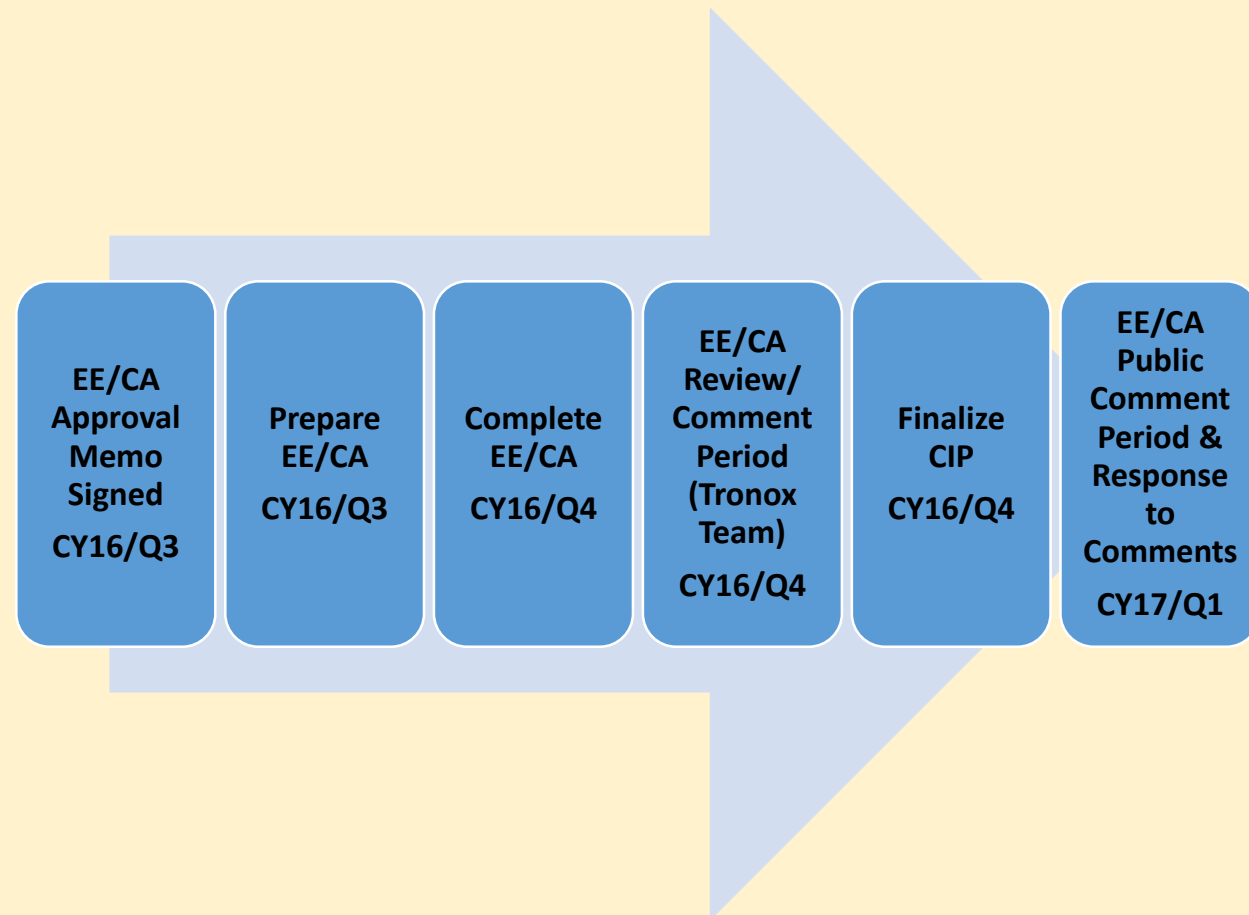 EE/CA
Approval
Memo
Signed
CY16/Q3
Prepare
EE/CA
CY16/Q3
Complete
EE/CA
CY16/Q4
EE/CA
Review/
Comment
Period
(Tronox
Team)
CY16/Q4
Finalize
CIP
CY16/Q4
EE/CA
Public
Comment
Period &
Response
to
Comments
CY17/Q1